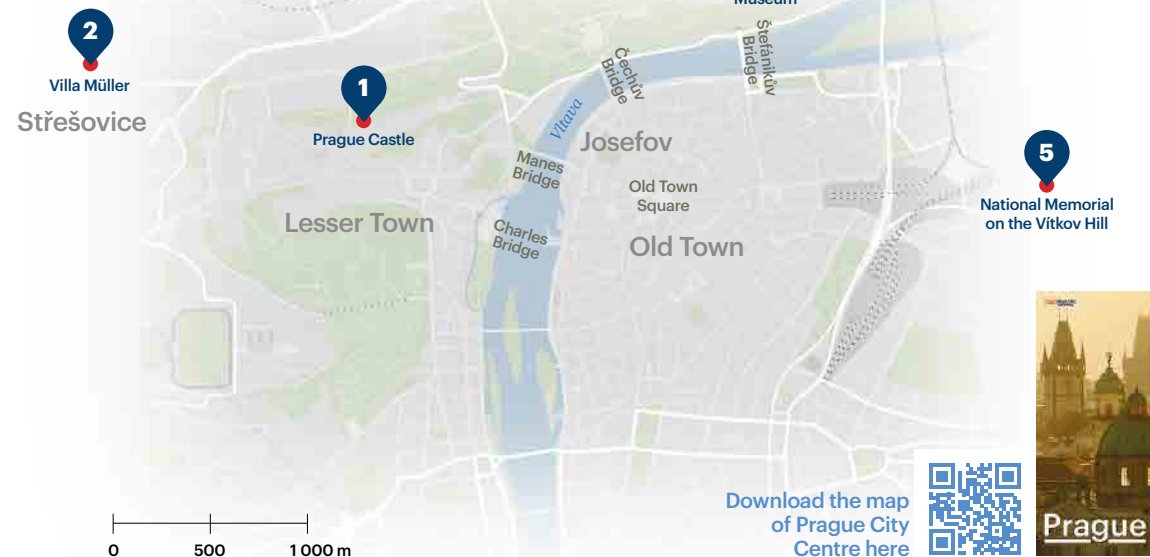 Museum
2
Villa Müller
Střešovice
1
Prague Castle
Štefánikův
Bridge
Čechův
Bridge
Vltava
Josefov
Manes
Bridge
Old Town
Square
5
National Memorial
on the Vítkov Hill
Lesser Town
Charles
Bridge
Old Town
Download the map
of Prague City
Centre here
Prague
0 500 1 000 m